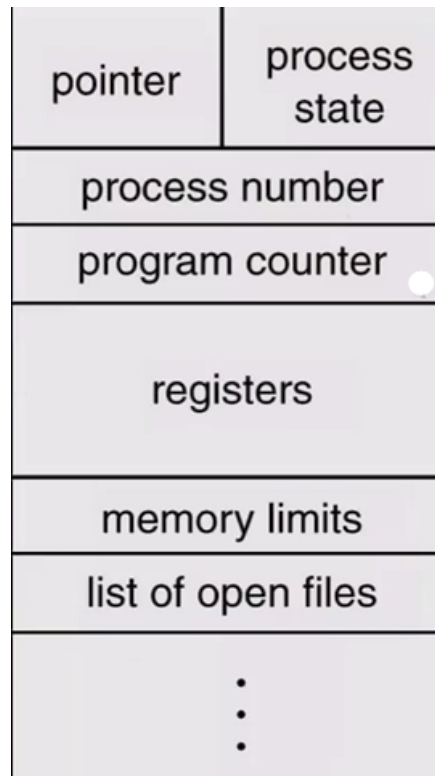 pointer
process
state
process number
program counter
registers
memory limits
list of open files